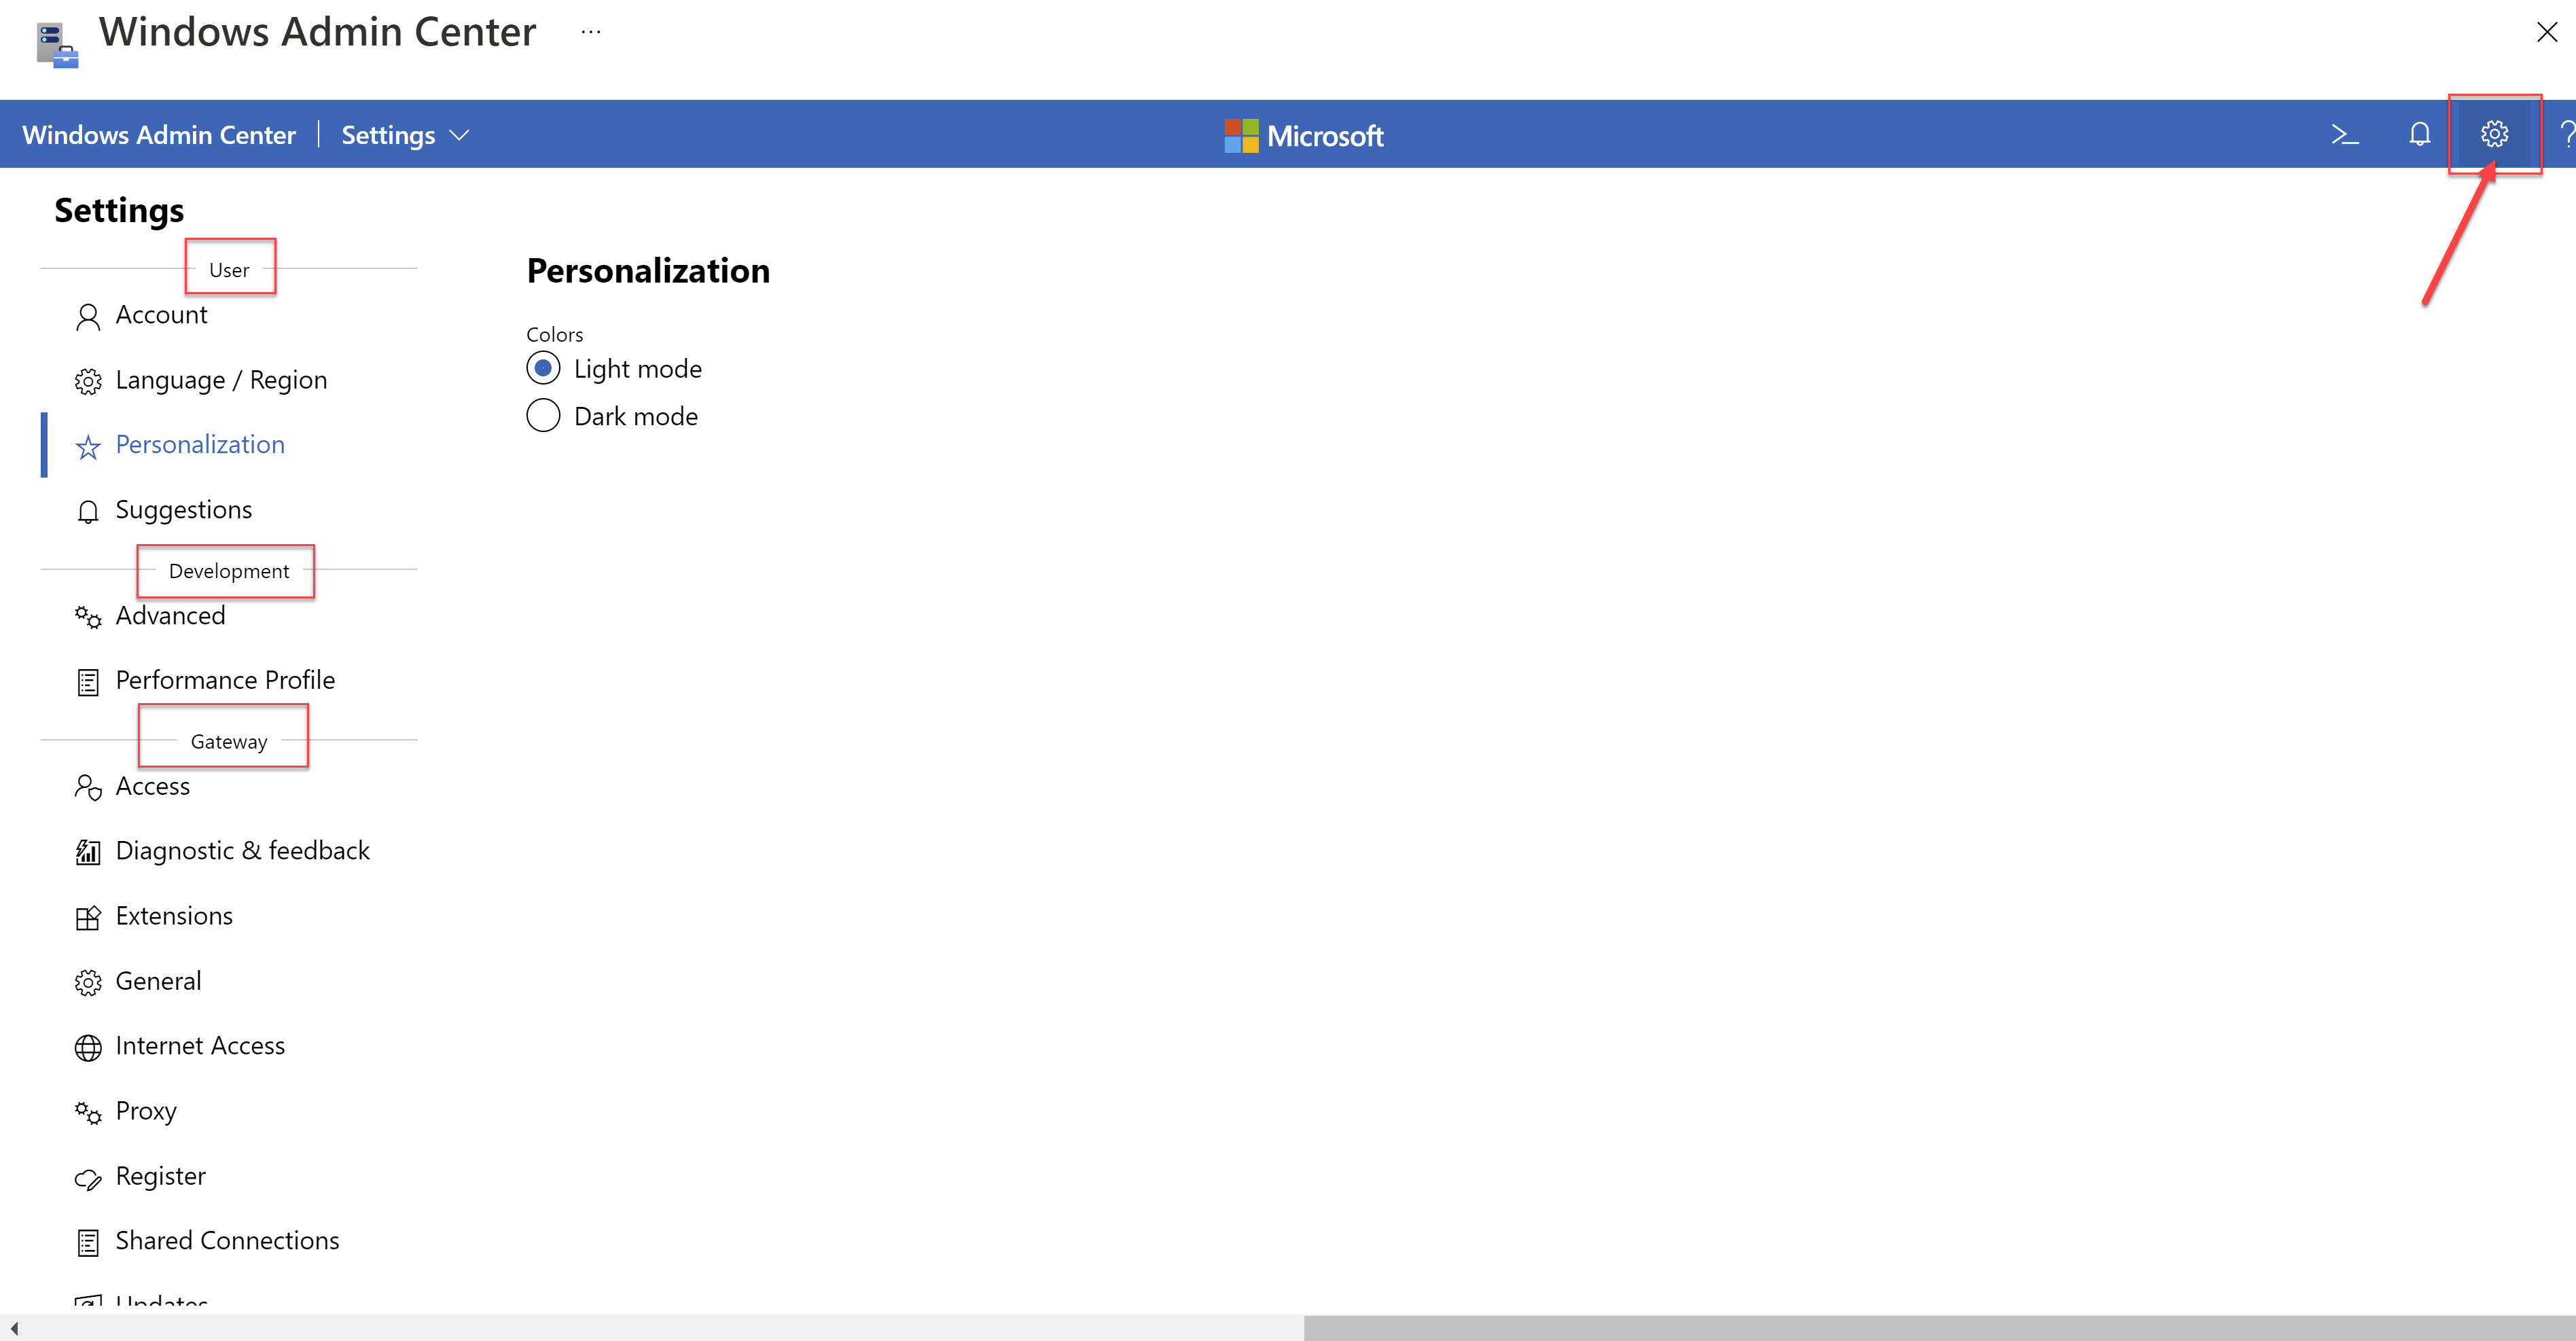 Windows Admin Center ...
Windows Admin Center | Settings
Microsoft
?
Settings
User
Account
Language / Region
Personalization
Suggestions
Development
Advanced
Performance Profile
Gateway
Access
Diagnostic & feedback
Extensions
General
Internet Access
Proxy
Register
Shared Connections
Updates
Personalization
Colors
Light mode
Dark mode